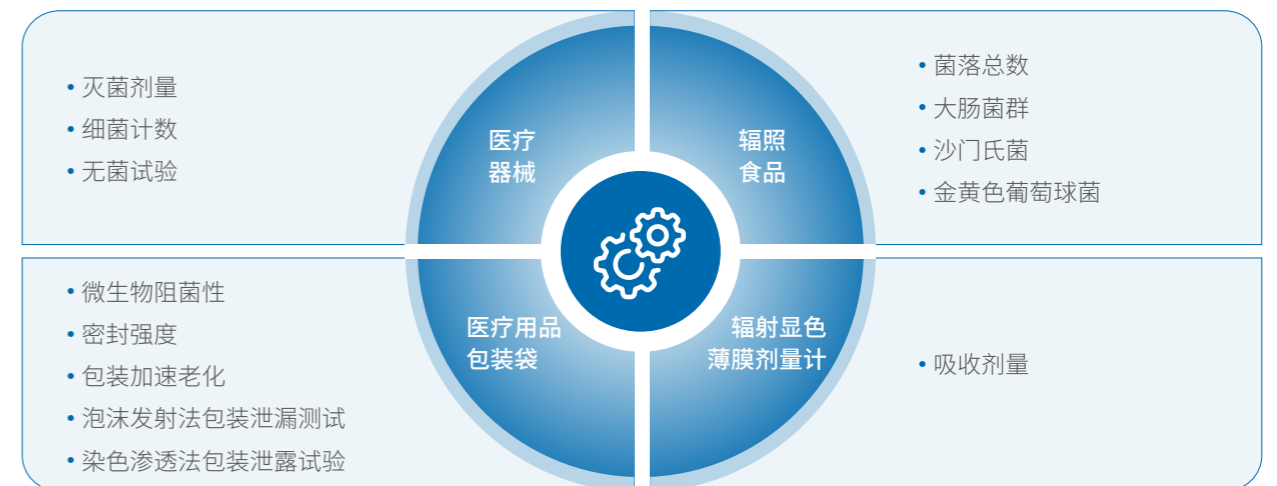 • 灭菌剂量
• 细菌计数
• 无菌试验
医疗
器械
辐照
食品
• 菌落总数
• 大肠菌群
• 沙门氏菌
• 金黄色葡萄球菌
• 微生物阻菌性
• 密封强度
• 包装加速老化
• 泡沫发射法包装泄漏测试
• 染色渗透法包装泄露试验
医疗用品
包装袋
辐射显色
薄膜剂量计
• 吸收剂量